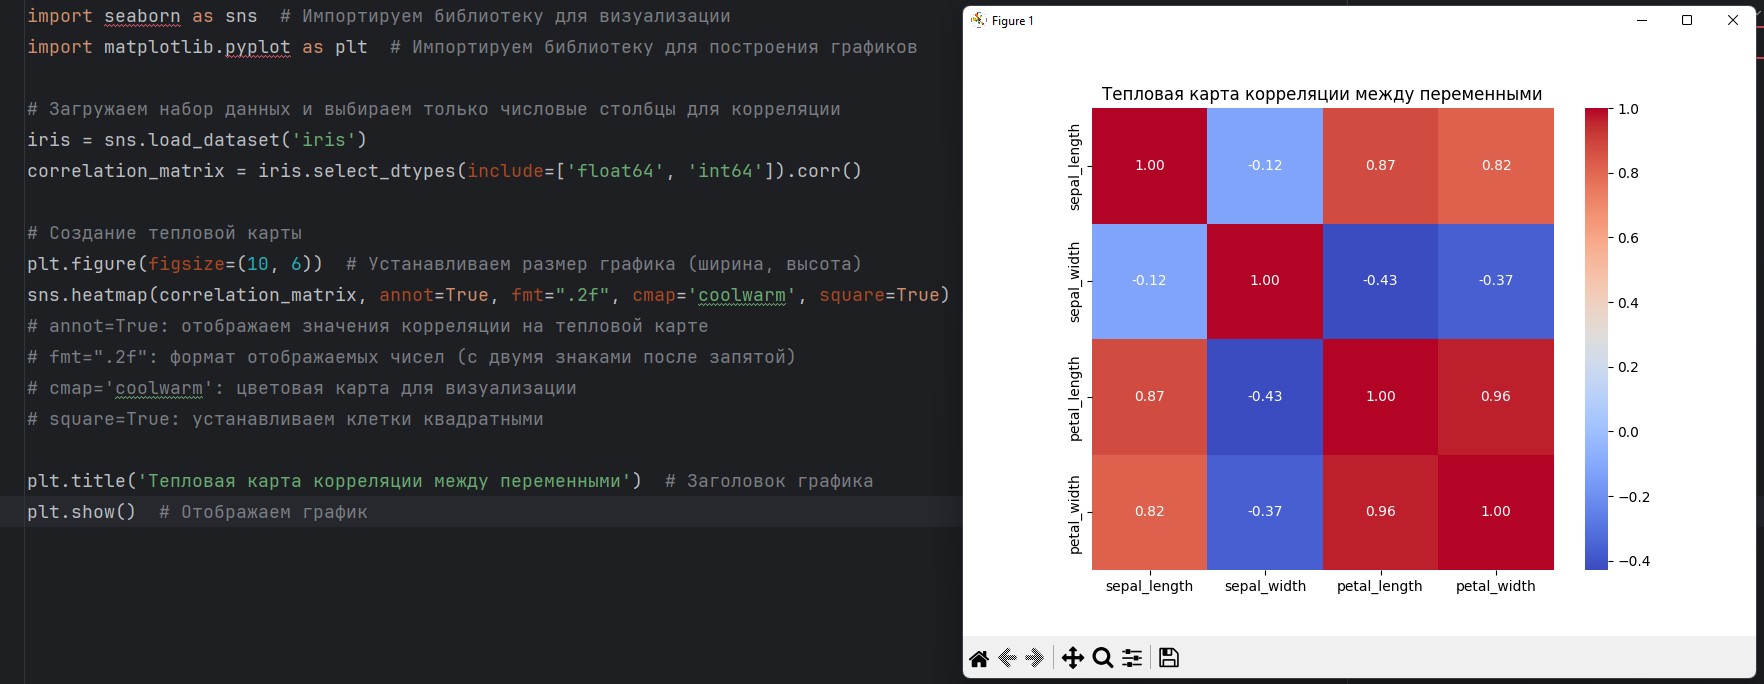 import seaborn as sns  # Импортируем библиотеку для визуализации
import matplotlib.pyplot as plt  # Импортируем библиотеку для построения графиков
# Загружаем набор данных и выбираем только числовые столбцы для корреляции
iris = sns.load_dataset('iris')
correlation_matrix = iris.select_dtypes(include=['float64', 'int64']).corr()
# Создание тепловой карты
plt.figure(figsize=(10, 6))  # Устанавливаем размер графика (ширина, высота)
sns.heatmap(correlation_matrix, annot=True, fmt=".2f", cmap='coolwarm', square=True)
# annot=True: отображаем значения корреляции на тепловой карте
# fmt=".2f": формат отображаемых чисел (с двумя знаками после запятой)
# cmap='coolwarm': цветовая карта для визуализации
# square=True: устанавливаем клетки квадратными
plt.title('Тепловая карта корреляции между переменными')  # Заголовок графика
plt.show()  # Отображаем график
Figure 1
Тепловая карта корреляции между переменными
sepal_length
1.00 -0.12 0.87 0.82
sepal_width
-0.12 1.00 -0.43 -0.37
petal_length
0.87 -0.43 1.00 0.96
petal_width
0.82 -0.37 0.96 1.00
sepal_length sepal_width petal_length petal_width
1.0
0.8
0.6
0.4
0.2
0.0
−0.2
−0.4